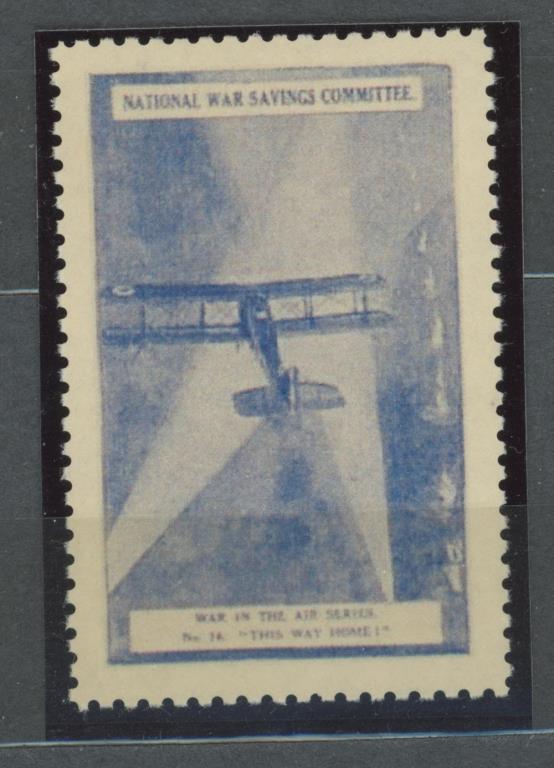 NATIONAL WAR SAVINGS COMMITTEE.
WAR IN THE AIR SERIES.
No. 14. "THIS WAY HOME!"